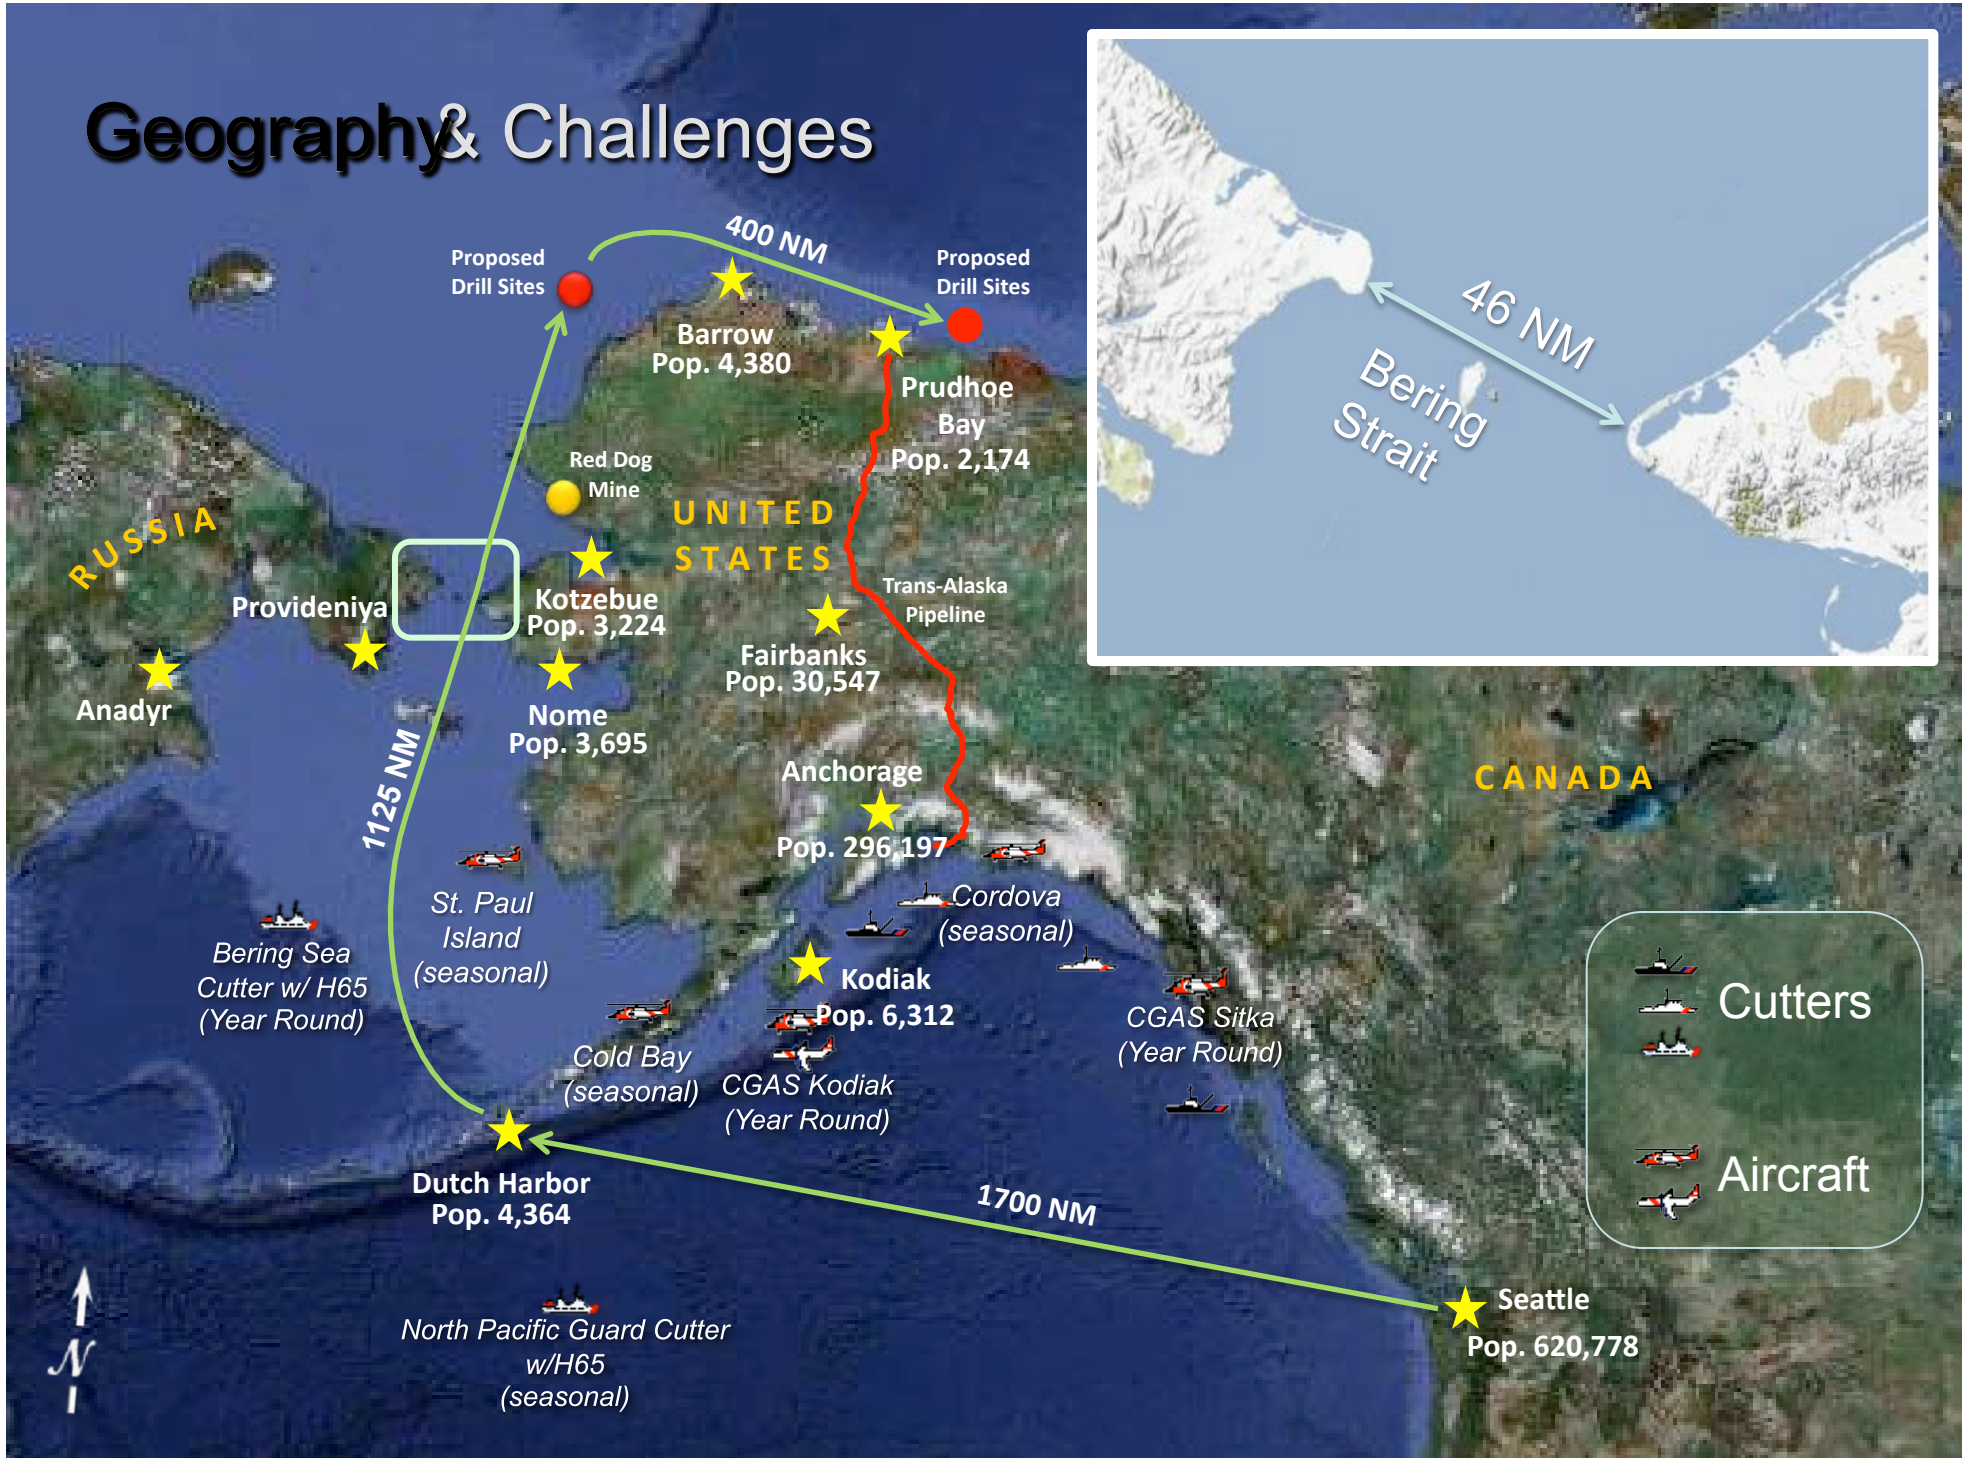 Geography & Challenges
400 NM
Proposed
Drill Sites
Proposed
Drill Sites
Barrow
Pop. 4,380
Prudhoe
Bay
Pop. 2,174
46 NM
Bering
Strait
Red Dog
Mine
UNITED
STATES
RUSSIA
Trans-Alaska
Pipeline
Provideniya
Kotzebue
Pop. 3,224
Fairbanks
Pop. 30,547
Anadyr
Nome
Pop. 3,695
1125 NM
Anchorage
Pop. 296,197
CANADA
St. Paul
Island
(seasonal)
Cordova
(seasonal)
Bering Sea
Cutter w/ H65
(Year Round)
Kodiak
Pop. 6,312
CGAS Sitka
(Year Round)
Cold Bay
(seasonal)
CGAS Kodiak
(Year Round)
Cutters
Aircraft
Dutch Harbor
Pop. 4,364
1700 NM
Seattle
Pop. 620,778
North Pacific Guard Cutter
w/H65
(seasonal)
N